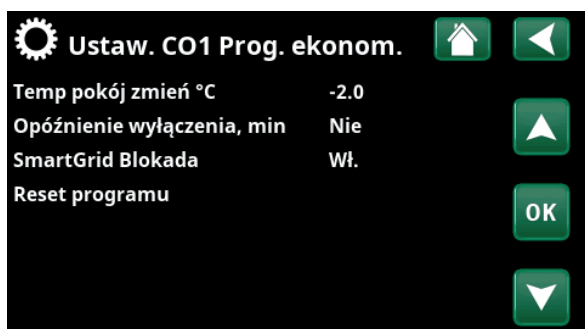 Ustaw. CO1 Prog. ekonom.
Temp pokój zmień °C -2.0
Opóźnienie wyłączenia, min Nie
SmartGrid Blokada Wł.
Reset programu
OK